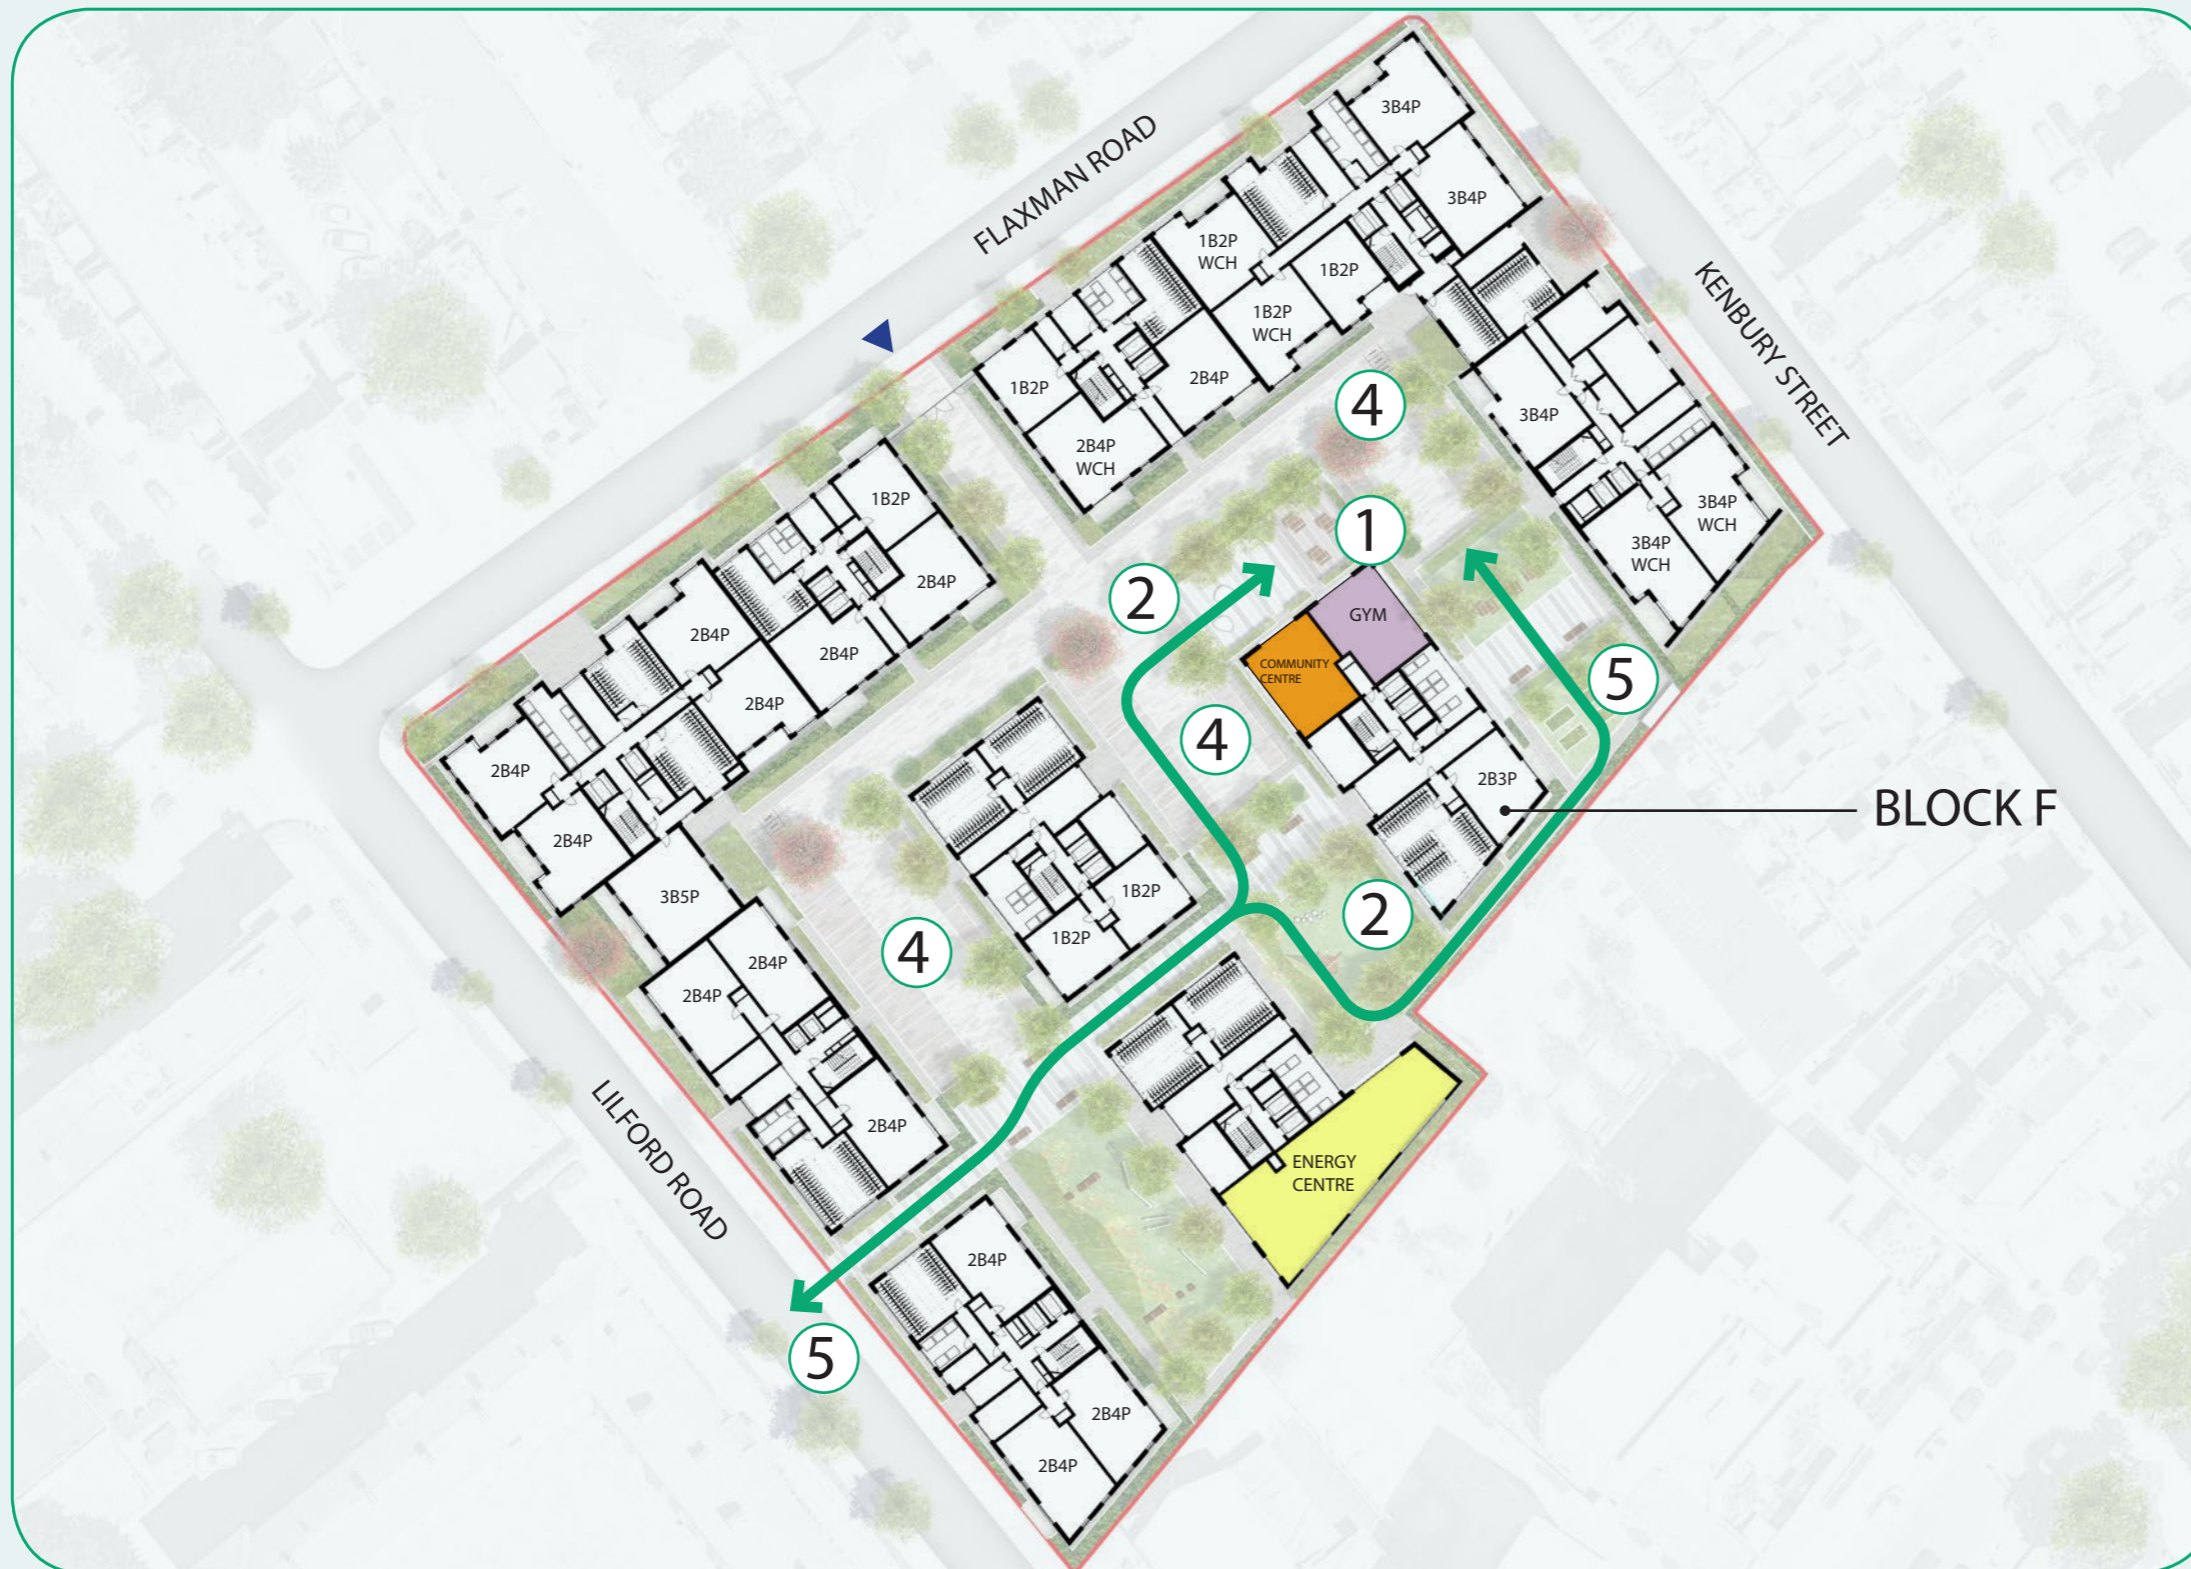 FLAXMAN ROAD
KENBURY STREET
LILFORD ROAD
3B4P
3B4P
1B2P
WCH
1B2P
1B2P
WCH
2B4P
1B2P
2B4P
WCH
3B4P
3B4P
WCH
3B4P
WCH
4
1
2
1B2P
2B4P
2B4P
2B4P
2B4P
2B4P
2B4P
GYM
COMMUNITY
CENTRE
5
4
2B3P
BLOCK F
3B5P
2B4P
2B4P
4
1B2P
1B2P
2
2B4P
ENERGY
CENTRE
2B4P
5
2B4P
2B4P